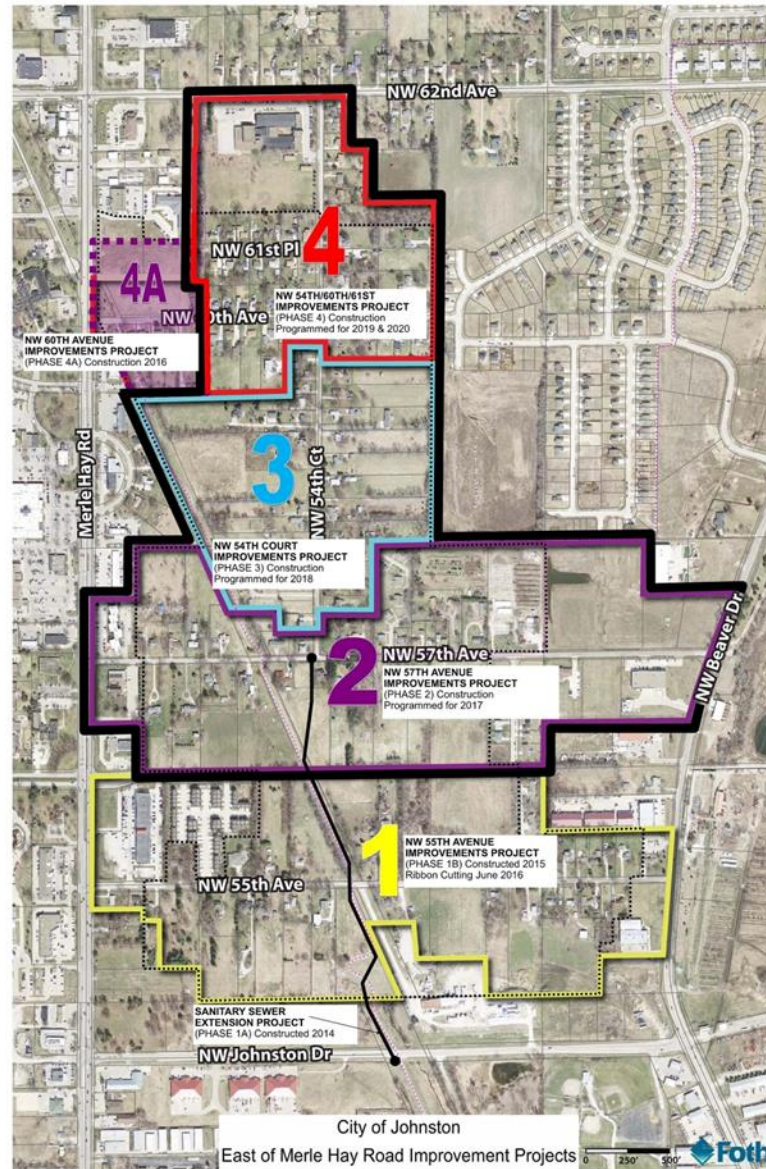 NW 62nd Ave
4
NW 61st Pl
4A
NW 54TH/60TH/61ST
IMPROVEMENTS PROJECT
(PHASE 4) Construction
Programmed for 2019 & 2020
Ave
NW 60TH AVENUE
IMPROVEMENTS PROJECT
(PHASE 4A) Construction 2016
Merle Hay Rd
3
NW 54th Ct
NW 54TH COURT
IMPROVEMENTS PROJECT
(PHASE 3) Construction
Programmed for 2018
2
NW 57th Ave
NW 57TH AVENUE
IMPROVEMENTS PROJECT
(PHASE 2) Construction
Programmed for 2017
NW Beaver Dr
1
NW 55TH AVENUE
IMPROVEMENTS PROJECT
(PHASE 1B) Constructed 2015
Ribbon Cutting June 2016
NW 55th Ave
SANITARY SEWER
EXTENSION PROJECT
(PHASE 1A) Constructed 2014
NW Johnston Dr
City of Johnston
East of Merle Hay Road Improvement Projects
0 250' 500'
Foth